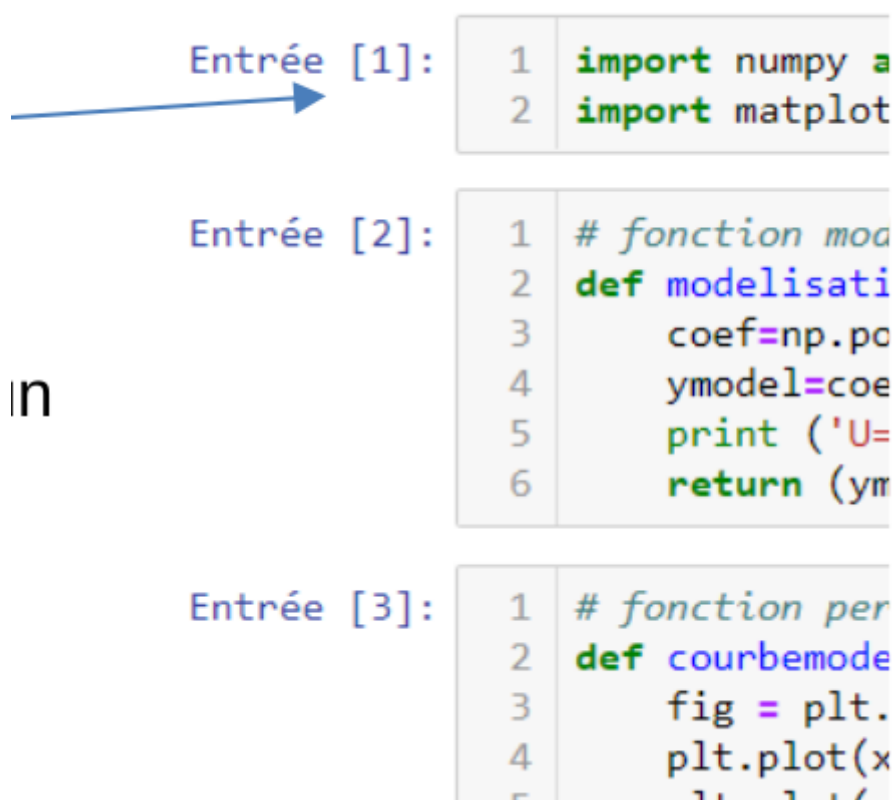 Entrée [1]:
1 import numpy a
2 import matplot
Entrée [2]:
1 # fonction mod
2 def modelisati
3 coef=np.po
4 ymodel=coe
5 print ('U=
6 return (ym
un
Entrée [3]:
1 # fonction per
2 def courbemode
3 fig = plt.
4 plt.plot(x